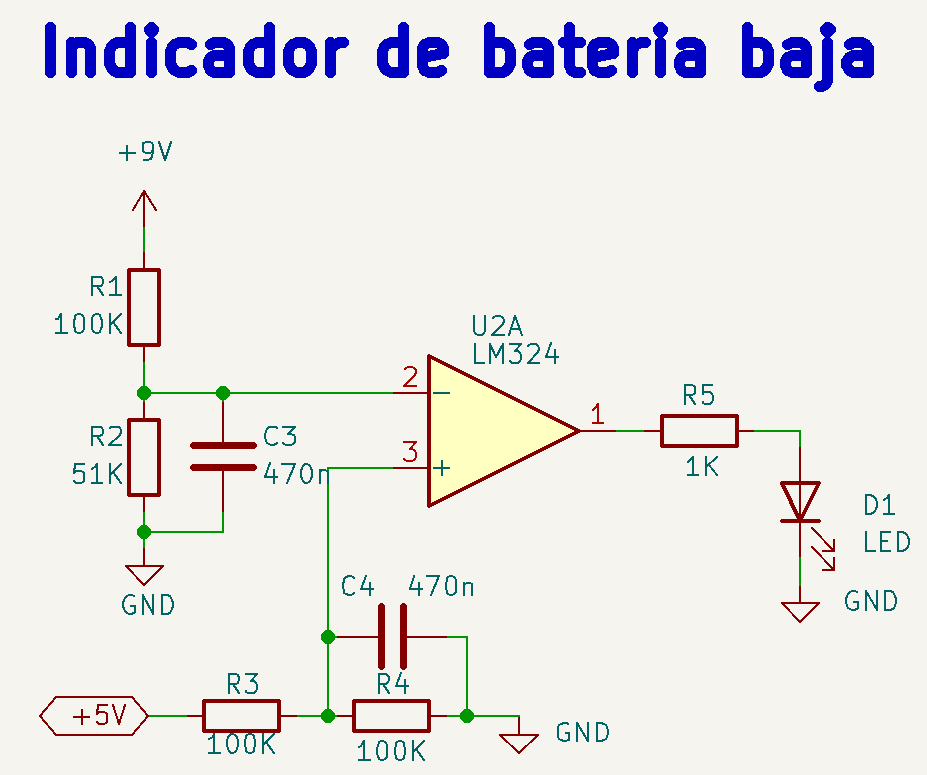 Indicador de bateria baja
+9V
R1
100K
U2A
LM324
2
−
R5
1
R2
51K
C3
470n
3
+
1K
D1
LED
GND
C4
470n
GND
R3
R4
+5V
100K
100K
GND